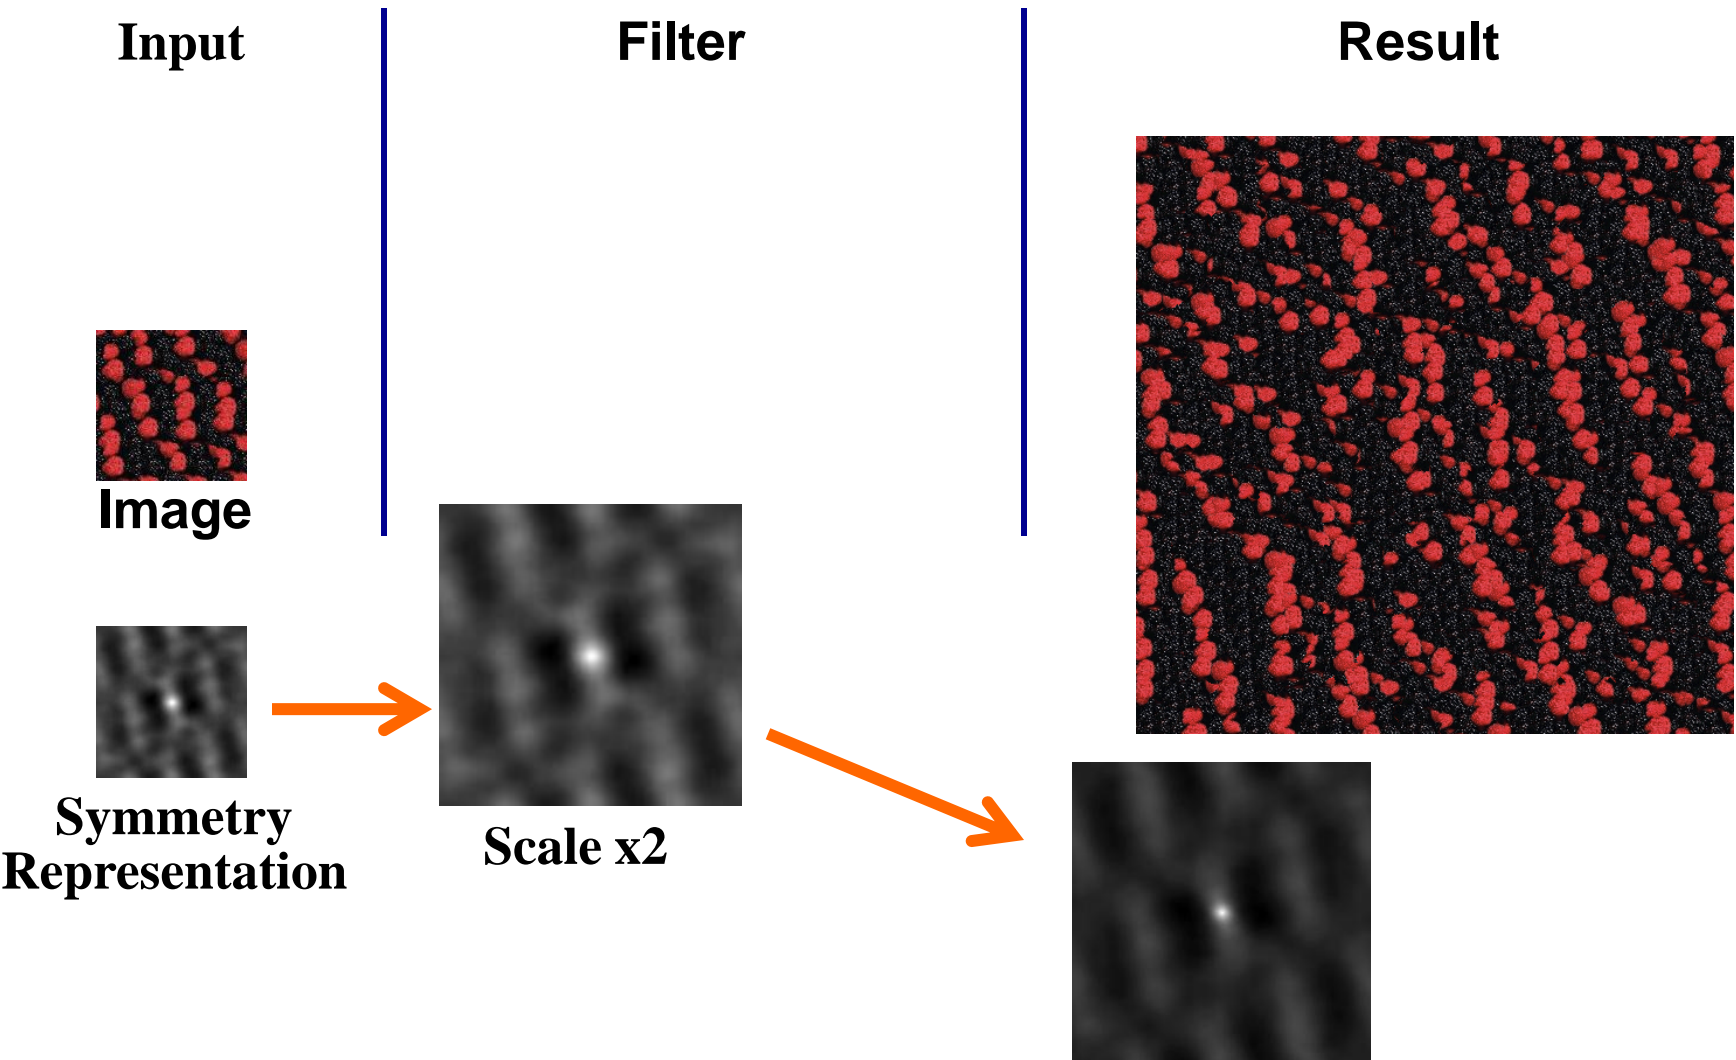 Input
Filter
Result
Image
Symmetry
Representation
Scale x2